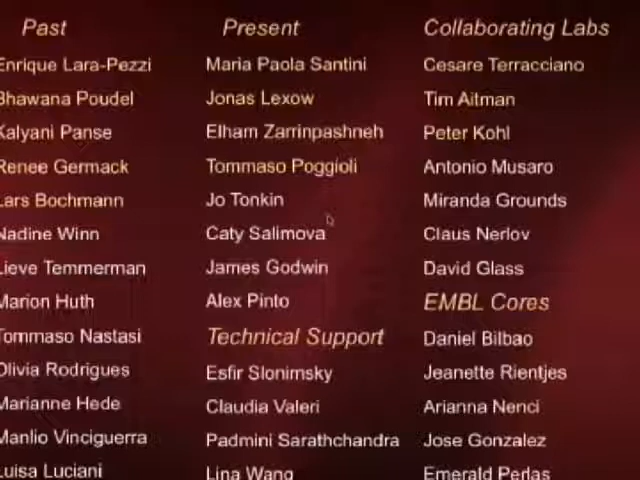 Past
Enrique Lara-Pezzi
Bhawana Poudel
Kalyani Panse
Renee Germack
Lars Bochmann
Nadine Winn
Lieve Temmerman
Marion Huth
Tommaso Nastasi
Olivia Rodrigues
Marianne Hede
Manlio Vinciguerra
Luisa Luciani
Present
Maria Paola Santini
Jonas Lexow
Elham Zarrinpashneh
Tommaso Poggioli
Jo Tonkin
Caty Salimova
James Godwin
Alex Pinto
Technical Support
Esfir Slonimsky
Claudia Valeri
Padmini Sarathchandra
Lina Wang
Collaborating Labs
Cesare Terracciano
Tim Aitman
Peter Kohl
Antonio Musaro
Miranda Grounds
Claus Nerlov
David Glass
EMBL Cores
Daniel Bilbao
Jeanette Rientjes
Arianna Nenci
Jose Gonzalez
Emerald Perlas